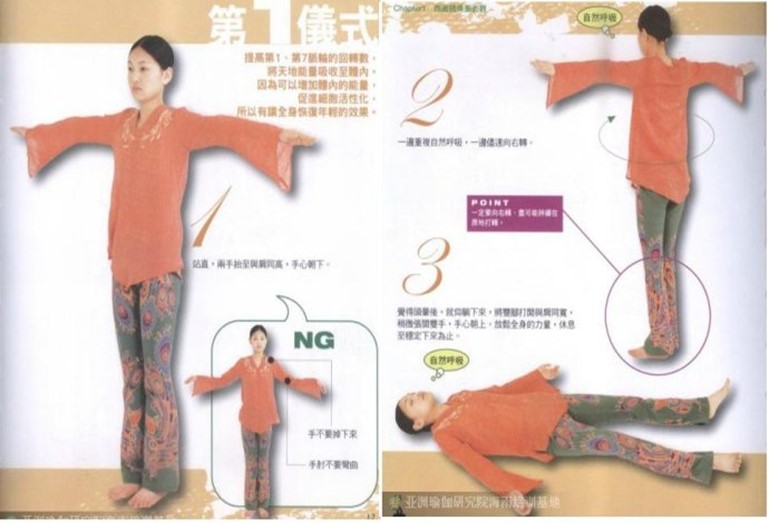 第1儀式
提高第1、第7脈輪的回轉數，
將天地能量吸收至體內。
因為可以增加體內的能量，
促進細胞活性化，
所以有讓全身恢復年輕的效果。
1
站直，兩手抬至與肩同高，手心朝下。
NG
手不要掉下來
手肘不要彎曲
Chapter1
自然呼吸
2
一邊重複自然呼吸，一邊儘速向右轉。
POINT
一定要向右轉，盡可能持續在
原地打轉。
3
覺得頭暈後，就仰躺下來，將雙腳打開與肩同寬，
稍微張開雙手，手心朝上，放鬆全身的力量，休息
至穩定下來為止。
自然呼吸
亚洲瑜伽研究院海南培训基地